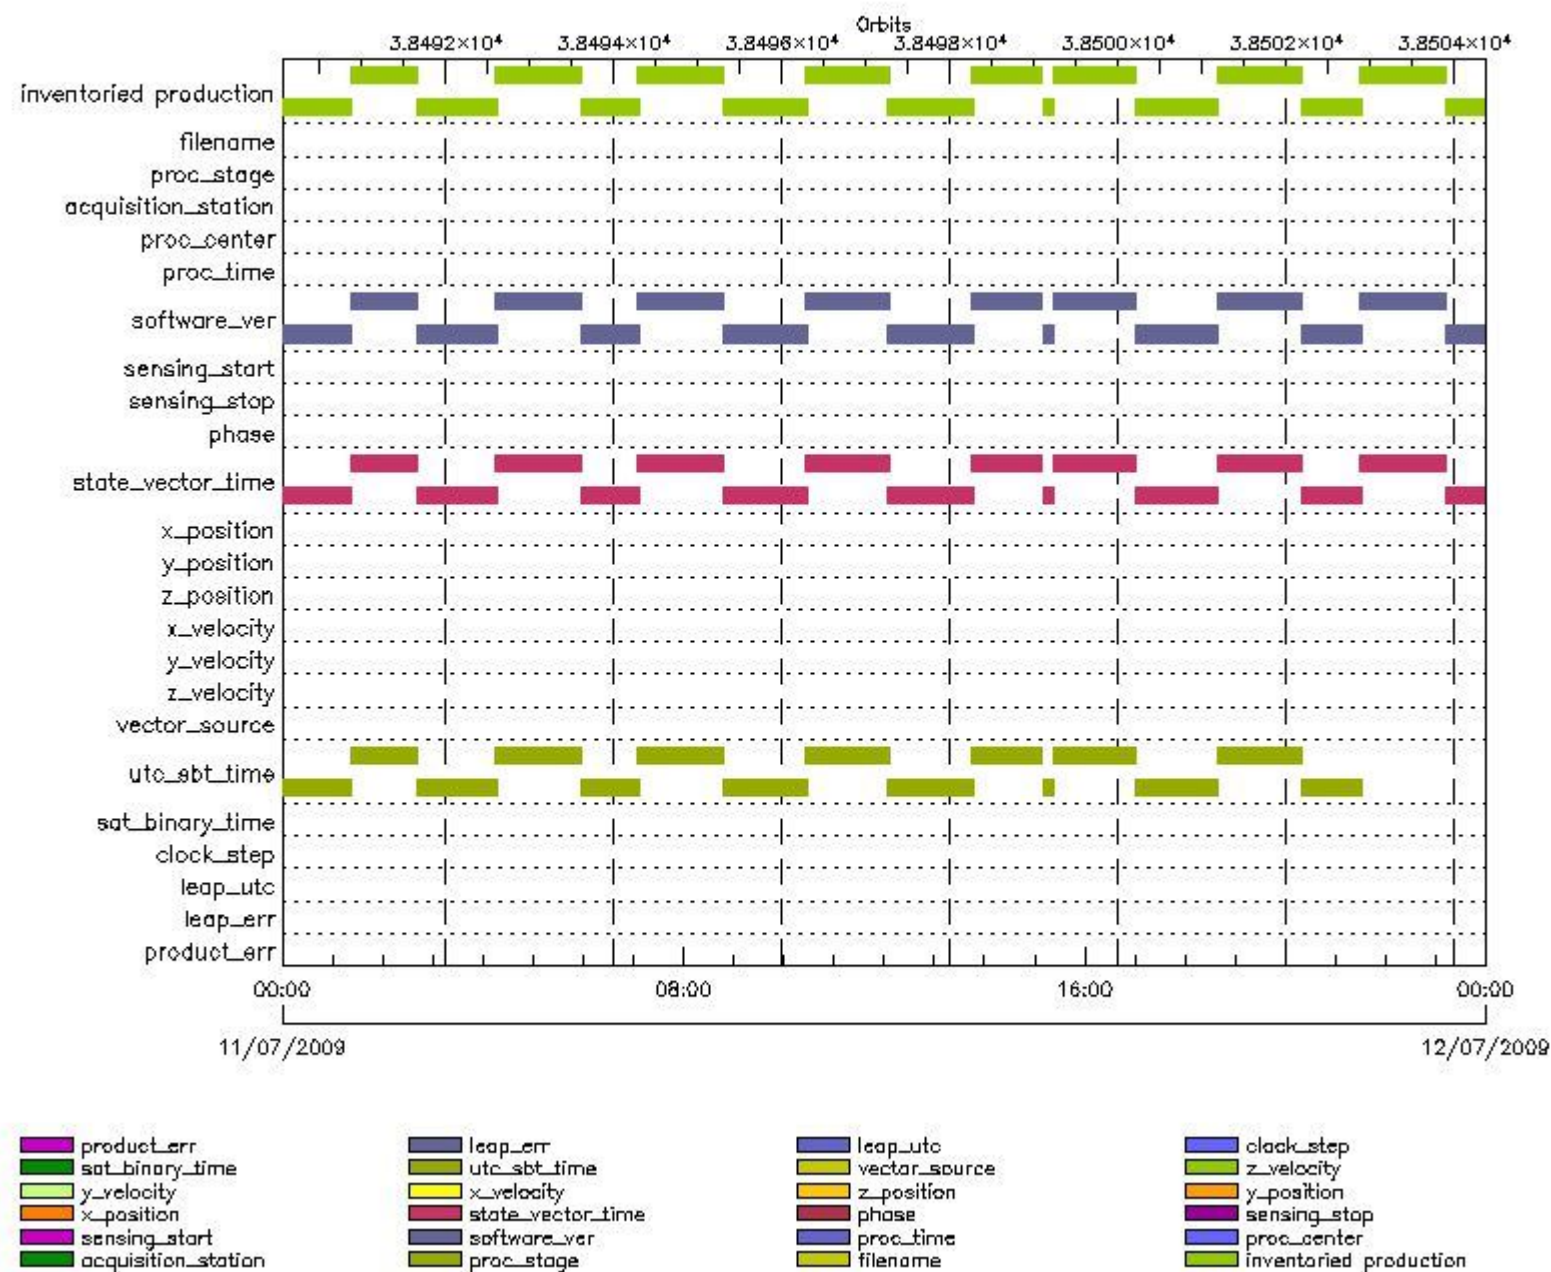 Orbits
3.8492×10⁴ 3.8494×10⁴ 3.8496×10⁴ 3.8498×10⁴ 3.8500×10⁴ 3.8502×10⁴ 3.8504×10⁴
inventoried production
filename
proc_stage
acquisition_station
proc_center
proc_time
software_ver
sensing_start
sensing_stop
phase
state_vector_time
x_position
y_position
z_position
x_velocity
y_velocity
z_velocity
vector_source
utc_sbt_time
sat_binary_time
clock_step
leap_utc
leap_err
product_err
00:00 08:00 16:00 00:00
11/07/2009 12/07/2009
product_err leap_err leap_utc clock_step
sat_binary_time utc_sbt_time vector_source z_velocity
y_velocity x_velocity z_position y_position
x_position state_vector_time phase sensing_stop
sensing_start software_ver proc_time proc_center
acquisition_station proc_stage filename inventoried production